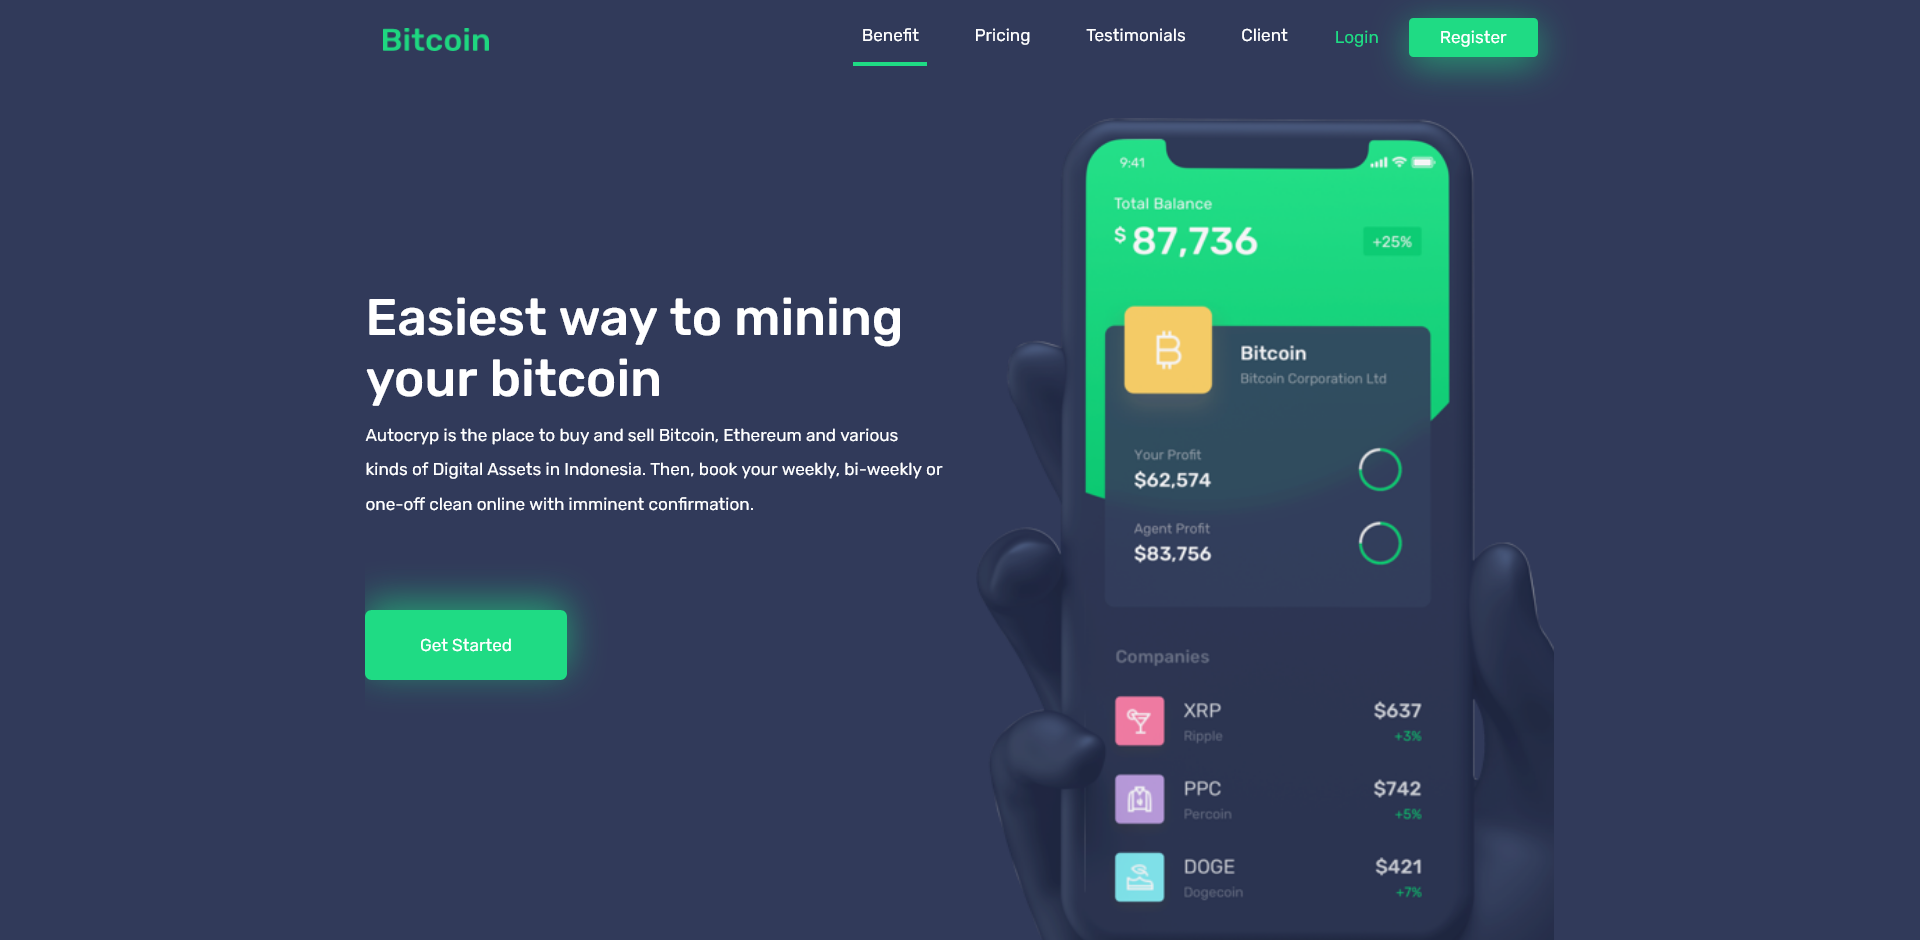 Bitcoin
Benefit
Pricing
Testimonials
Client
Login
Register
9:41
Total Balance
$ 87,736
+25%
Easiest way to mining
your bitcoin
Autocryp is the place to buy and sell Bitcoin, Ethereum and various
kinds of Digital Assets in Indonesia. Then, book your weekly, bi-weekly or
one-off clean online with imminent confirmation.
Get Started
Bitcoin
Bitcoin Corporation Ltd
Your Profit
$62,574
Agent Profit
$83,756
Companies
XRP
$637
Ripple
+3%
PPC
$742
Percoin
+5%
DOGE
$421
Dogecoin
+7%